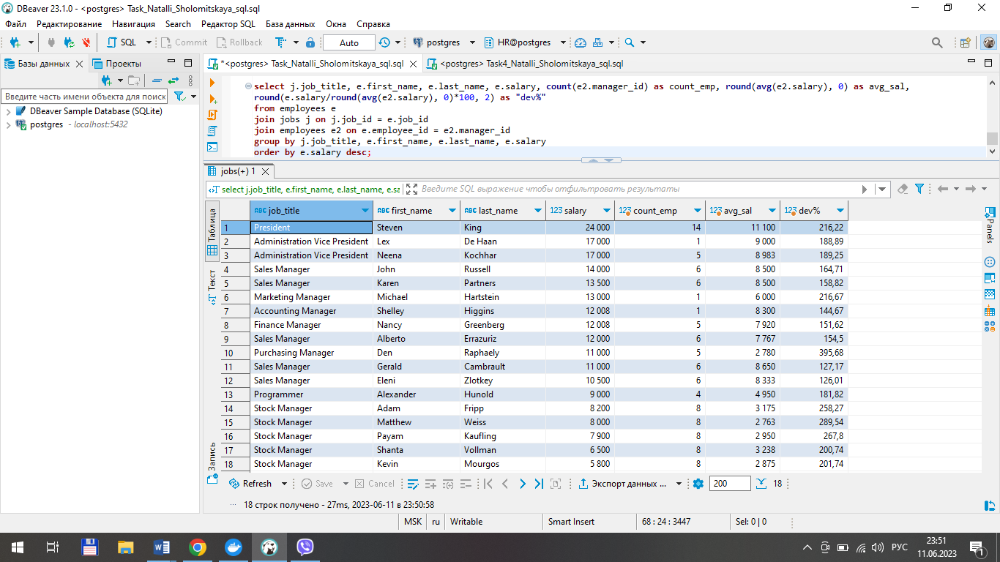 DBeaver 23.1.0 - <postgres> Task_Natalli_Sholomitskaya_sql.sql
Файл Редактирование Навигация Search Редактор SQL База данных Окна Справка
SQL Commit Rollback Auto postgres HR@postgres
Базы данных Проекты
*<postgres> Task_Natalli_Sholomitskaya_sql.sql <postgres> Task4_Natalli_Sholomitskaya_sql.sql
Введите часть имени объекта для поиск
DBeaver Sample Database (SQLite)
postgres - localhost:5432
select j.job_title, e.first_name, e.last_name, e.salary, count(e2.manager_id) as count_emp, round(avg(e2.salary), 0) as avg_sal,
round(e.salary/round(avg(e2.salary), 0)*100, 2) as "dev%"
from employees e
join jobs j on j.job_id = e.job_id
join employees e2 on e.employee_id = e2.manager_id
group by j.job_title, e.first_name, e.last_name, e.salary
order by e.salary desc;
jobs(+) 1
select j.job_title, e.first_name, e.last_name, e.sa Введите SQL выражение чтобы отфильтровать результаты
Таблица
Текст
Запись
ABC job_title ABC first_name ABC last_name 123 salary 123 count_emp 123 avg_sal 123 dev%
1 President Steven King 24 000 14 11 100 216,22
2 Administration Vice President Lex De Haan 17 000 1 9 000 188,89
3 Administration Vice President Neena Kochhar 17 000 5 8 983 189,25
4 Sales Manager John Russell 14 000 6 8 500 164,71
5 Sales Manager Karen Partners 13 500 6 8 500 158,82
6 Marketing Manager Michael Hartstein 13 000 1 6 000 216,67
7 Accounting Manager Shelley Higgins 12 008 1 8 300 144,67
8 Finance Manager Nancy Greenberg 12 008 5 7 920 151,62
9 Sales Manager Alberto Errazuriz 12 000 6 7 767 154,5
10 Purchasing Manager Den Raphaely 11 000 5 2 780 395,68
11 Sales Manager Gerald Cambrault 11 000 6 8 650 127,17
12 Sales Manager Eleni Zlotkey 10 500 6 8 333 126,01
13 Programmer Alexander Hunold 9 000 4 4 950 181,82
14 Stock Manager Adam Fripp 8 200 8 3 175 258,27
15 Stock Manager Matthew Weiss 8 000 8 2 763 289,54
16 Stock Manager Payam Kaufling 7 900 8 2 950 267,8
17 Stock Manager Shanta Vollman 6 500 8 3 238 200,74
18 Stock Manager Kevin Mourgos 5 800 8 2 875 201,74
Panels
Refresh Save Cancel Экспорт данных ... 200 18
18 строк получено - 27ms, 2023-06-11 в 23:50:58
MSK ru Writable Smart Insert 68 : 24 : 3447 Sel: 0 | 0
РУС
23:51
11.06.2023
1